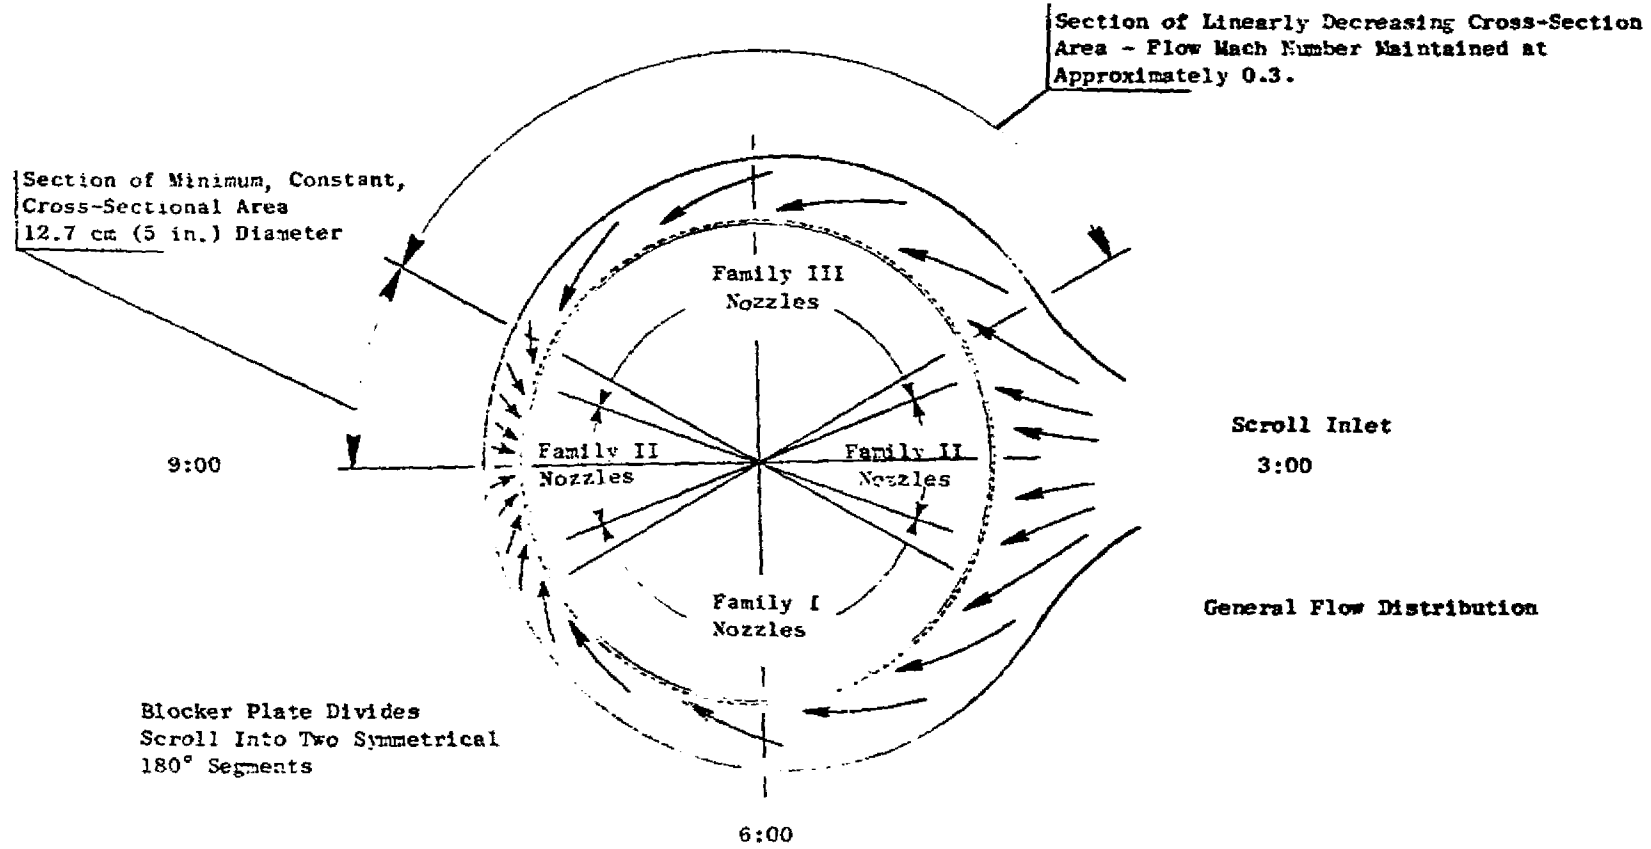 Section of Linearly Decreasing Cross-Section
Area - Flow Mach Number Maintained at
Approximately 0.3.
Section of Minimum, Constant,
Cross-Sectional Area
12.7 cm (5 in.) Diameter
Family III
Nozzles
Scroll Inlet
9:00
Family II
Nozzles
Family II
Nozzles
3:00
Family I
Nozzles
General Flow Distribution
Blocker Plate Divides
Scroll Into Two Symmetrical
180° Segments
6:00